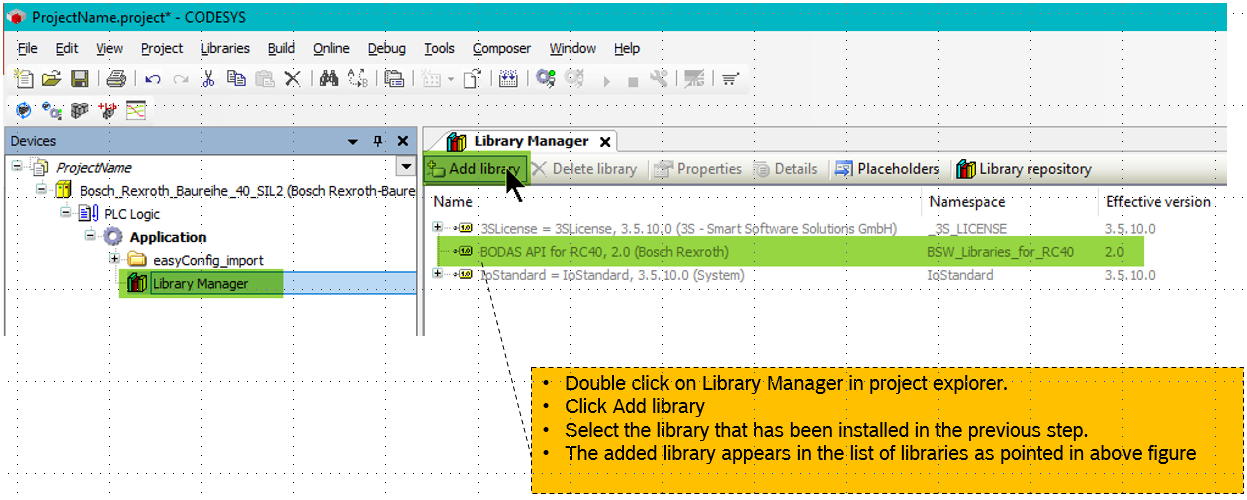 ProjectName.project* - CODESYS
File Edit View Project Libraries Build Online Debug Tools Composer Window Help
Devices
ProjectName
Bosch_Rexroth_Baureihe_40_SIL2 (Bosch Rexroth-Baure
PLC Logic
Application
easyConfig_import
Library Manager
Library Manager
Add library Delete library Properties Details Placeholders Library repository
Name Namespace Effective version
3SLicense = 3SLicense, 3.5.10.0 (3S - Smart Software Solutions GmbH) _3S_LICENSE 3.5.10.0
BODAS API for RC40, 2.0 (Bosch Rexroth) BSW_Libraries_for_RC40 2.0
IoStandard = IoStandard, 3.5.10.0 (System) IoStandard 3.5.10.0
• Double click on Library Manager in project explorer.
• Click Add library
• Select the library that has been installed in the previous step.
• The added library appears in the list of libraries as pointed in above figure